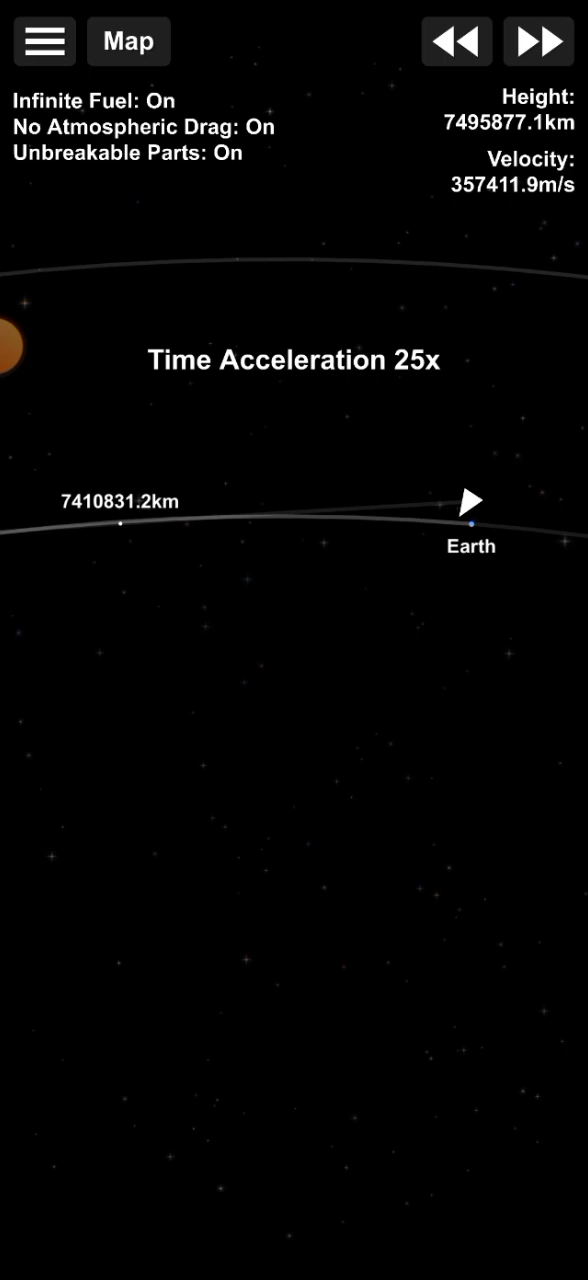 Map
Infinite Fuel: On
No Atmospheric Drag: On
Unbreakable Parts: On
Height:
7495877.1km
Velocity:
357411.9m/s
Time Acceleration 25x
7410831.2km
Earth